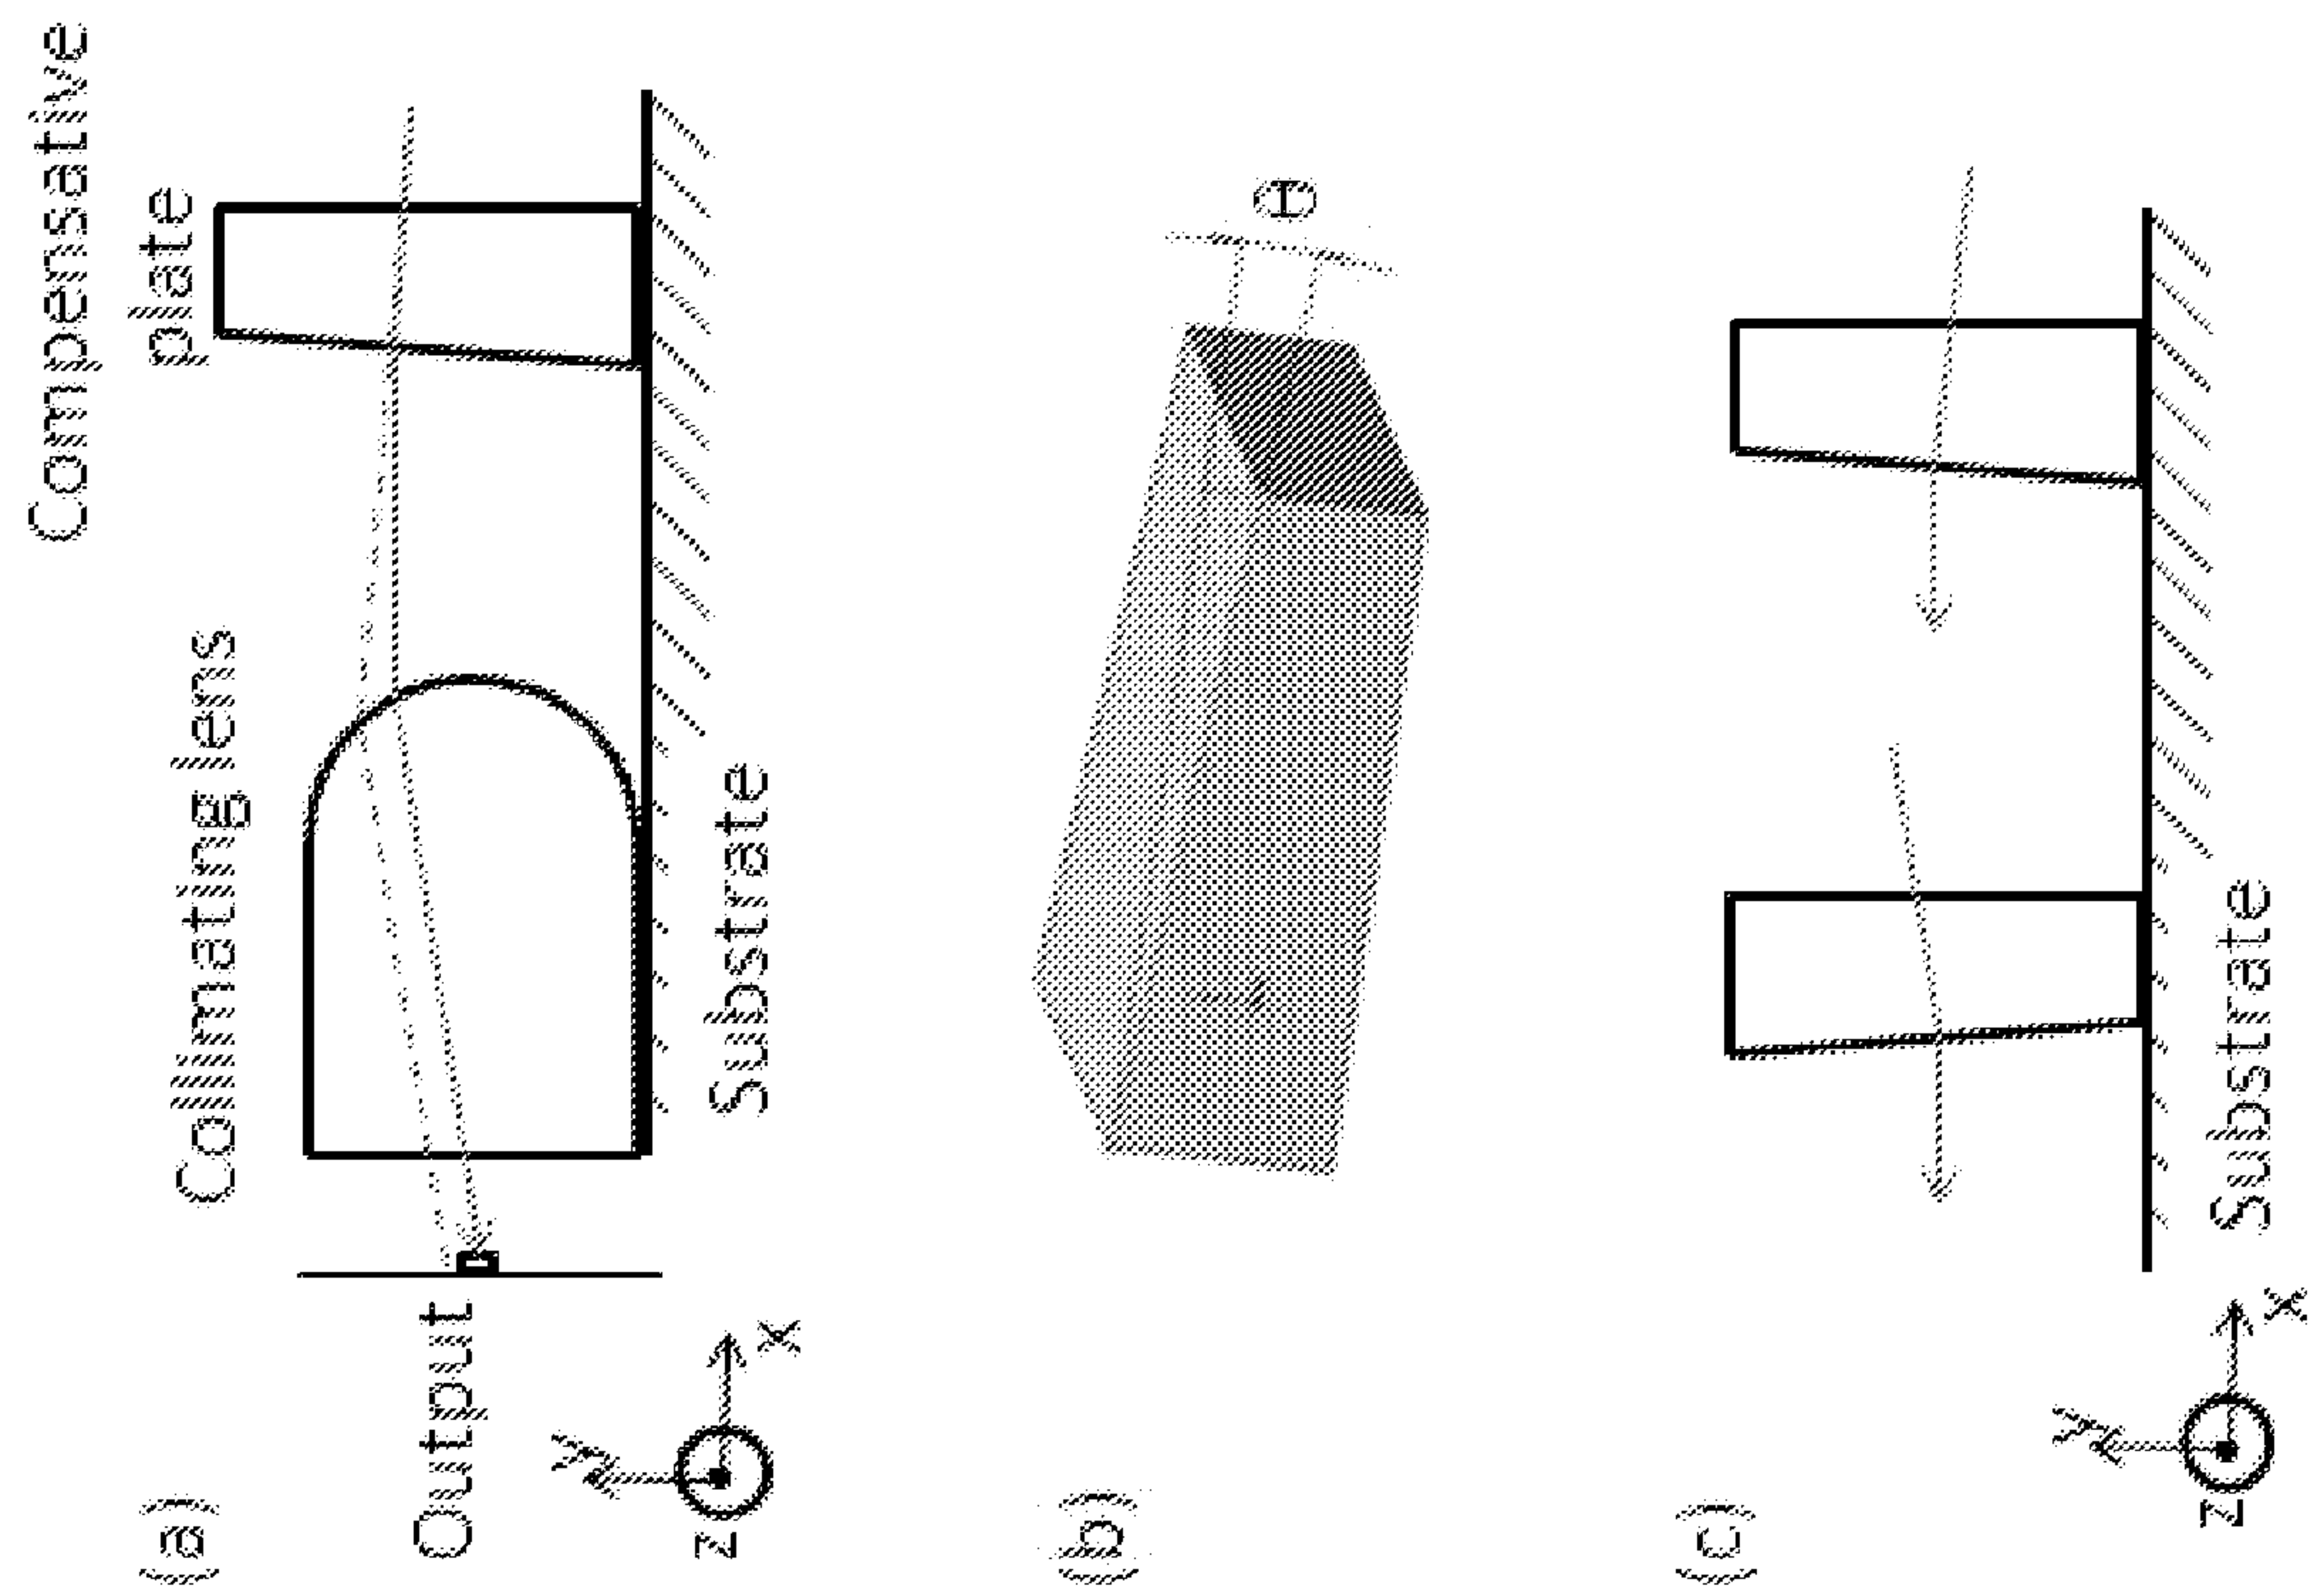 (a)
Compensative
plate
Collimating lens
Output
Substrate
y
z
x
(b)
Θ
(c)
y
z
x
Substrate